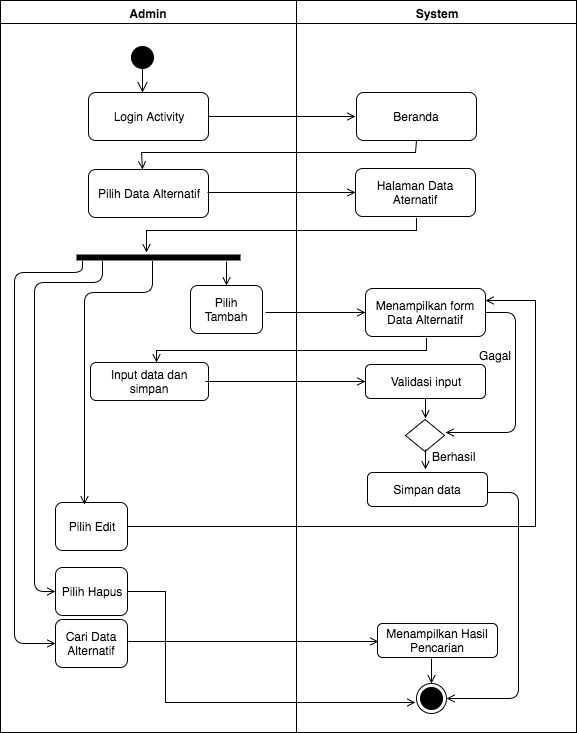 Admin
System
Login Activity
Beranda
Pilih Data Alternatif
Halaman Data
Aternatif
Pilih
Tambah
Menampilkan form
Data Alternatif
Gagal
Input data dan
simpan
Validasi input
Berhasil
Simpan data
Pilih Edit
Pilih Hapus
Cari Data
Alternatif
Menampilkan Hasil
Pencarian